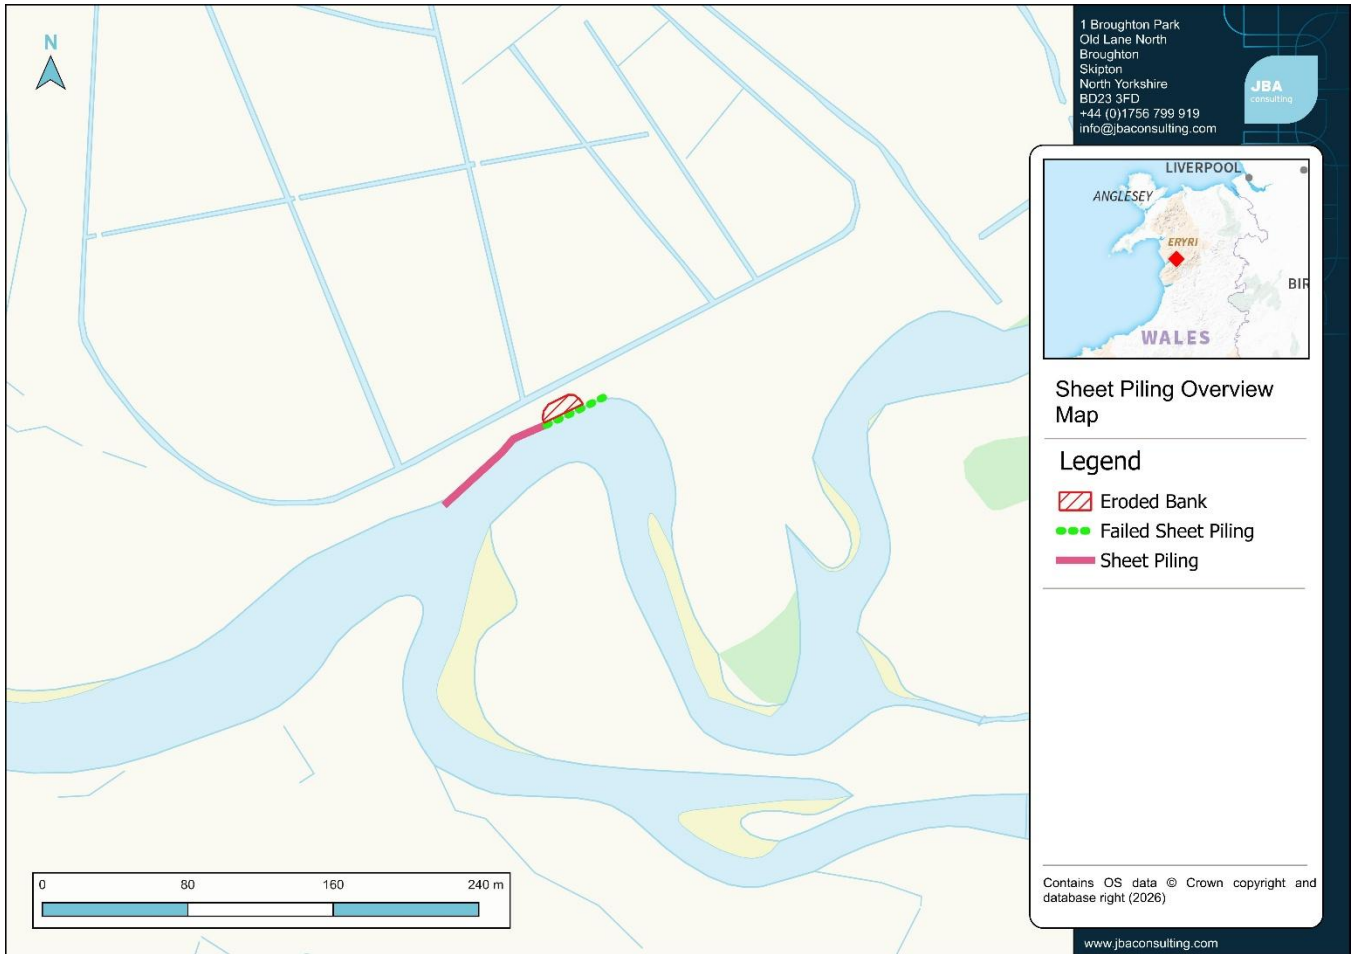 N
1 Broughton Park
Old Lane North
Broughton
Skipton
North Yorkshire
BD23 3FD
+44 (0)1756 799 919
info@jbaconsulting.com
JBA
consulting
LIVERPOOL
ANGLESEY
ERYRI
BIR
WALES
Sheet Piling Overview
Map
Legend
Eroded Bank
Failed Sheet Piling
Sheet Piling
0 80 160 240 m
Contains OS data © Crown copyright and
database right (2026)
www.jbaconsulting.com